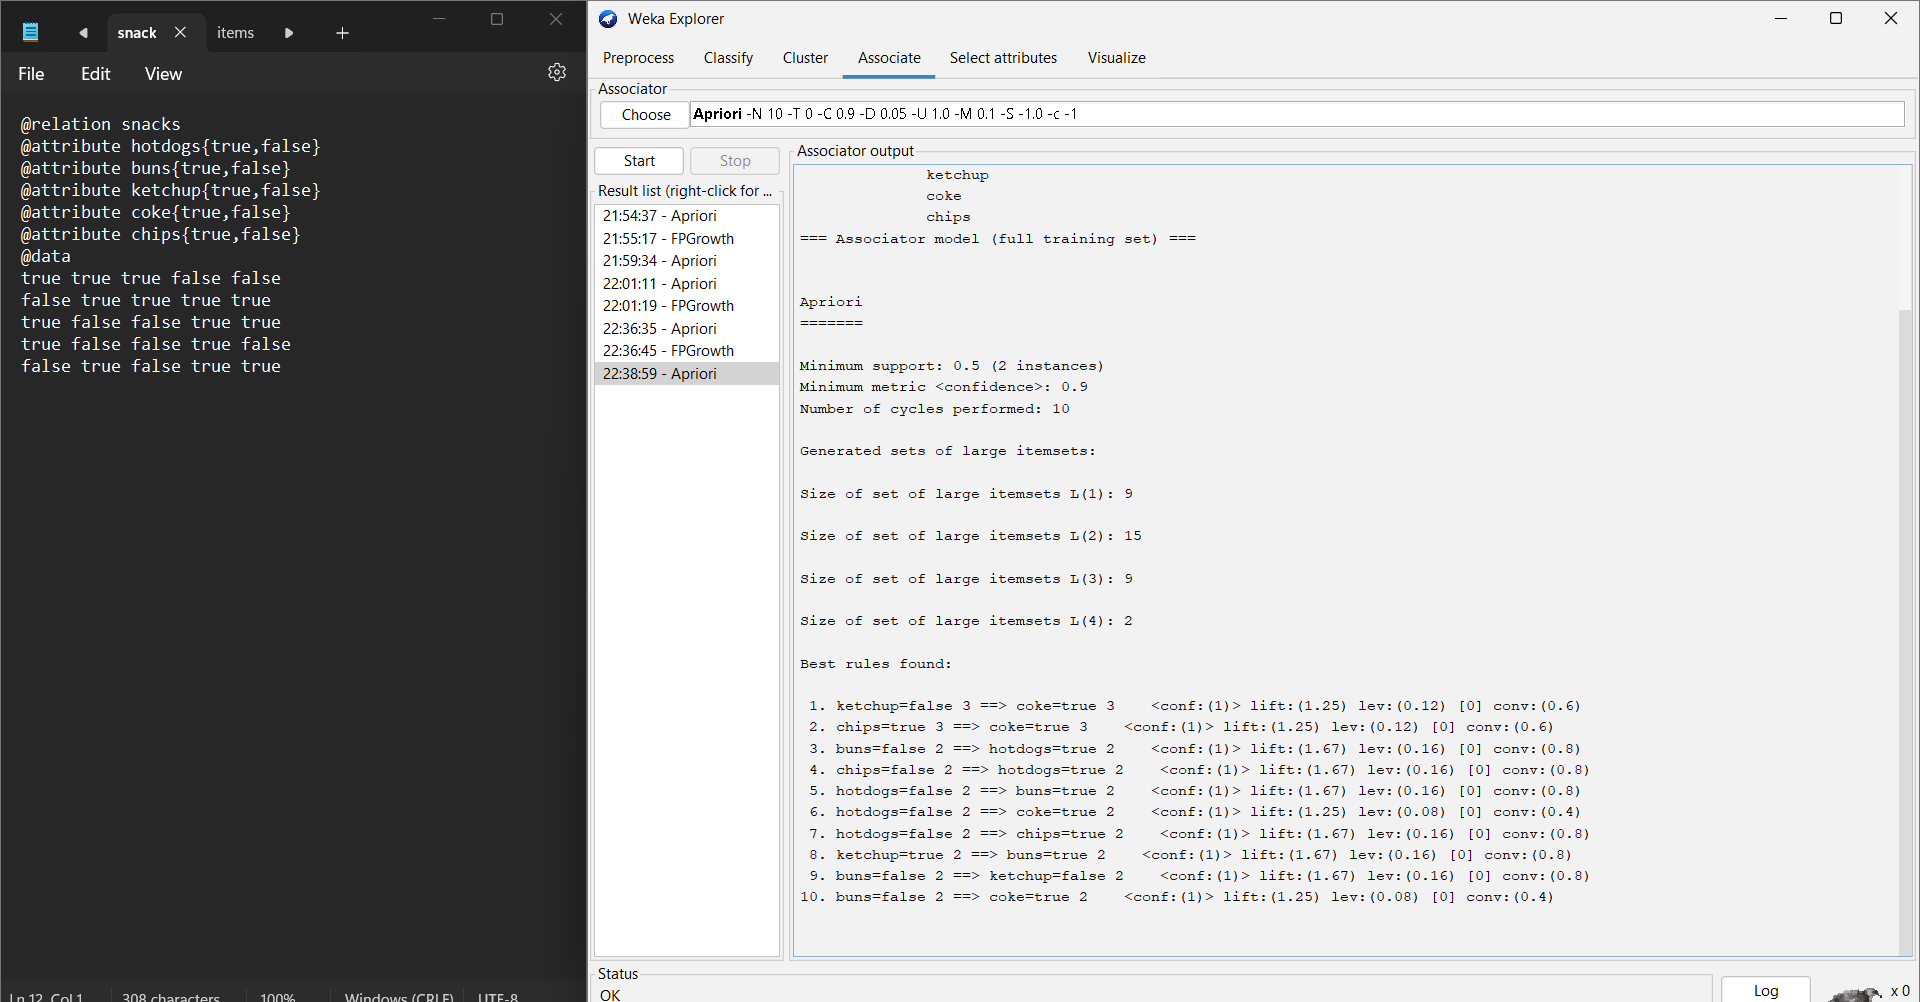 snack
items
File
Edit
View
@relation snacks
@attribute hotdogs{true,false}
@attribute buns{true,false}
@attribute ketchup{true,false}
@attribute coke{true,false}
@attribute chips{true,false}
@data
true true true false false
false true true true true
true false false true true
true false false true false
false true false true true
Ln 12, Col 1
308 characters
100%
Windows (CRLF)
UTF-8
Weka Explorer
Preprocess
Classify
Cluster
Associate
Select attributes
Visualize
Associator
Choose
Apriori -N 10 -T 0 -C 0.9 -D 0.05 -U 1.0 -M 0.1 -S -1.0 -c -1
Start
Stop
Result list (right-click for ...
21:54:37 - Apriori
21:55:17 - FPGrowth
21:59:34 - Apriori
22:01:11 - Apriori
22:01:19 - FPGrowth
22:36:35 - Apriori
22:36:45 - FPGrowth
22:38:59 - Apriori
Associator output
ketchup
coke
chips
=== Associator model (full training set) ===
Apriori
=======
Minimum support: 0.5 (2 instances)
Minimum metric <confidence>: 0.9
Number of cycles performed: 10
Generated sets of large itemsets:
Size of set of large itemsets L(1): 9
Size of set of large itemsets L(2): 15
Size of set of large itemsets L(3): 9
Size of set of large itemsets L(4): 2
Best rules found:
1. ketchup=false 3 ==> coke=true 3 <conf:(1)> lift:(1.25) lev:(0.12) [0] conv:(0.6)
2. chips=true 3 ==> coke=true 3 <conf:(1)> lift:(1.25) lev:(0.12) [0] conv:(0.6)
3. buns=false 2 ==> hotdogs=true 2 <conf:(1)> lift:(1.67) lev:(0.16) [0] conv:(0.8)
4. chips=false 2 ==> hotdogs=true 2 <conf:(1)> lift:(1.67) lev:(0.16) [0] conv:(0.8)
5. hotdogs=false 2 ==> buns=true 2 <conf:(1)> lift:(1.67) lev:(0.16) [0] conv:(0.8)
6. hotdogs=false 2 ==> coke=true 2 <conf:(1)> lift:(1.25) lev:(0.08) [0] conv:(0.4)
7. hotdogs=false 2 ==> chips=true 2 <conf:(1)> lift:(1.67) lev:(0.16) [0] conv:(0.8)
8. ketchup=true 2 ==> buns=true 2 <conf:(1)> lift:(1.67) lev:(0.16) [0] conv:(0.8)
9. buns=false 2 ==> ketchup=false 2 <conf:(1)> lift:(1.67) lev:(0.16) [0] conv:(0.8)
10. buns=false 2 ==> coke=true 2 <conf:(1)> lift:(1.25) lev:(0.08) [0] conv:(0.4)
Status
OK
Log
x 0